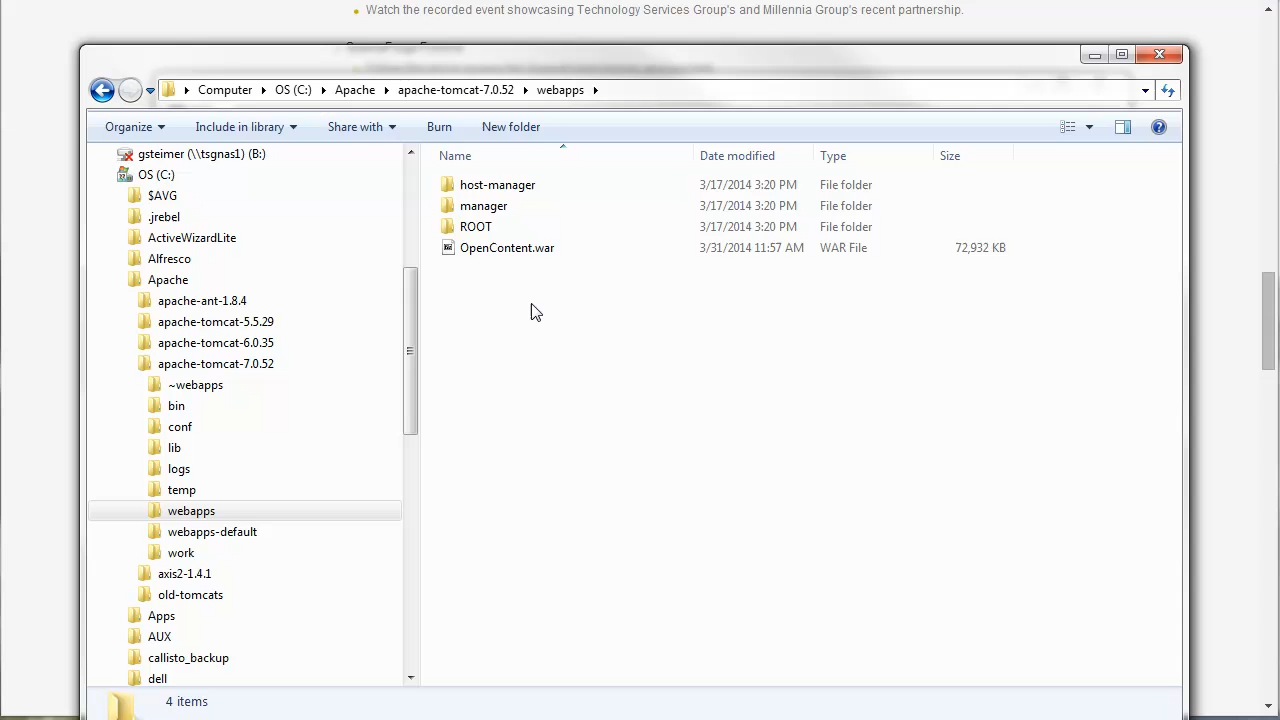 Watch the recorded event showcasing Technology Services Group's and Millennia Group's recent partnership.
Computer OS (C:) Apache apache-tomcat-7.0.52 webapps
Organize Include in library Share with Burn New folder
gsteimer (\\tsgnas1) (B:)
OS (C:)
$AVG
.jrebel
ActiveWizardLite
Alfresco
Apache
apache-ant-1.8.4
apache-tomcat-5.5.29
apache-tomcat-6.0.35
apache-tomcat-7.0.52
~webapps
bin
conf
lib
logs
temp
webapps
webapps-default
work
axis2-1.4.1
old-tomcats
Apps
AUX
callisto_backup
dell
Name Date modified Type Size
host-manager 3/17/2014 3:20 PM File folder
manager 3/17/2014 3:20 PM File folder
ROOT 3/17/2014 3:20 PM File folder
OpenContent.war 3/31/2014 11:57 AM WAR File 72,932 KB
4 items